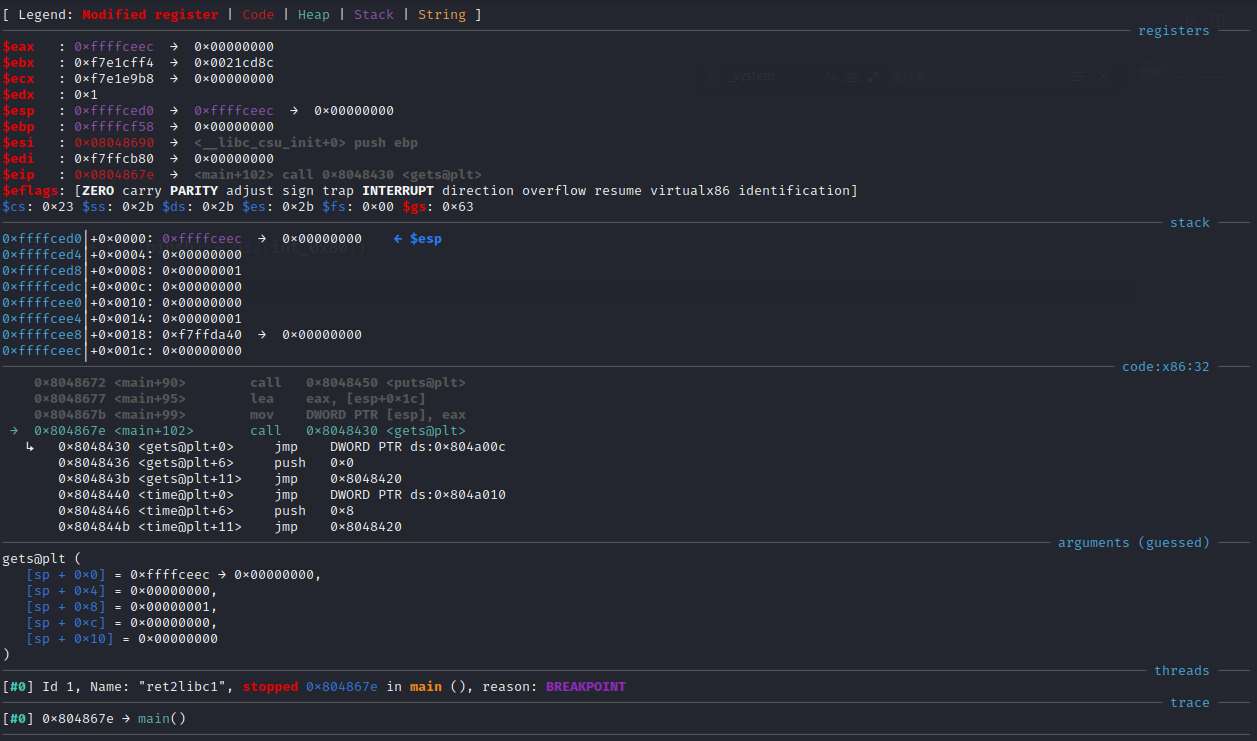 [ Legend: Modified register | Code | Heap | Stack | String ]
registers
$eax   : 0xffffceec  →  0x00000000
$ebx   : 0xf7e1cff4  →  0x0021cd8c
$ecx   : 0xf7e1e9b8  →  0x00000000
$edx   : 0x1
$esp   : 0xffffced0  →  0xffffceec  →  0x00000000
$ebp   : 0xffffcf58  →  0x00000000
$esi   : 0x08048690  →  <__libc_csu_init+0> push ebp
$edi   : 0xf7ffcb80  →  0x00000000
$eip   : 0x0804867e  →  <main+102> call 0x8048430 <gets@plt>
$eflags: [ZERO carry PARITY adjust sign trap INTERRUPT direction overflow resume virtualx86 identification]
$cs: 0x23 $ss: 0x2b $ds: 0x2b $es: 0x2b $fs: 0x00 $gs: 0x63
stack
0xffffced0│+0x0000: 0xffffceec  →  0x00000000    ← $esp
0xffffced4│+0x0004: 0x00000000
0xffffced8│+0x0008: 0x00000001
0xffffcedc│+0x000c: 0x00000000
0xffffcee0│+0x0010: 0x00000000
0xffffcee4│+0x0014: 0x00000001
0xffffcee8│+0x0018: 0xf7ffda40  →  0x00000000
0xffffceec│+0x001c: 0x00000000
code:x86:32
0x8048672 <main+90>        call   0x8048450 <puts@plt>
0x8048677 <main+95>        lea    eax, [esp+0x1c]
0x804867b <main+99>        mov    DWORD PTR [esp], eax
→  0x804867e <main+102>       call   0x8048430 <gets@plt>
↳   0x8048430 <gets@plt+0>     jmp    DWORD PTR ds:0x804a00c
0x8048436 <gets@plt+6>     push   0x0
0x804843b <gets@plt+11>    jmp    0x8048420
0x8048440 <time@plt+0>     jmp    DWORD PTR ds:0x804a010
0x8048446 <time@plt+6>     push   0x8
0x804844b <time@plt+11>    jmp    0x8048420
arguments (guessed)
gets@plt (
[sp + 0x0] = 0xffffceec → 0x00000000,
[sp + 0x4] = 0x00000000,
[sp + 0x8] = 0x00000001,
[sp + 0xc] = 0x00000000,
[sp + 0x10] = 0x00000000
)
threads
[#0] Id 1, Name: "ret2libc1", stopped 0x804867e in main (), reason: BREAKPOINT
trace
[#0] 0x804867e → main()